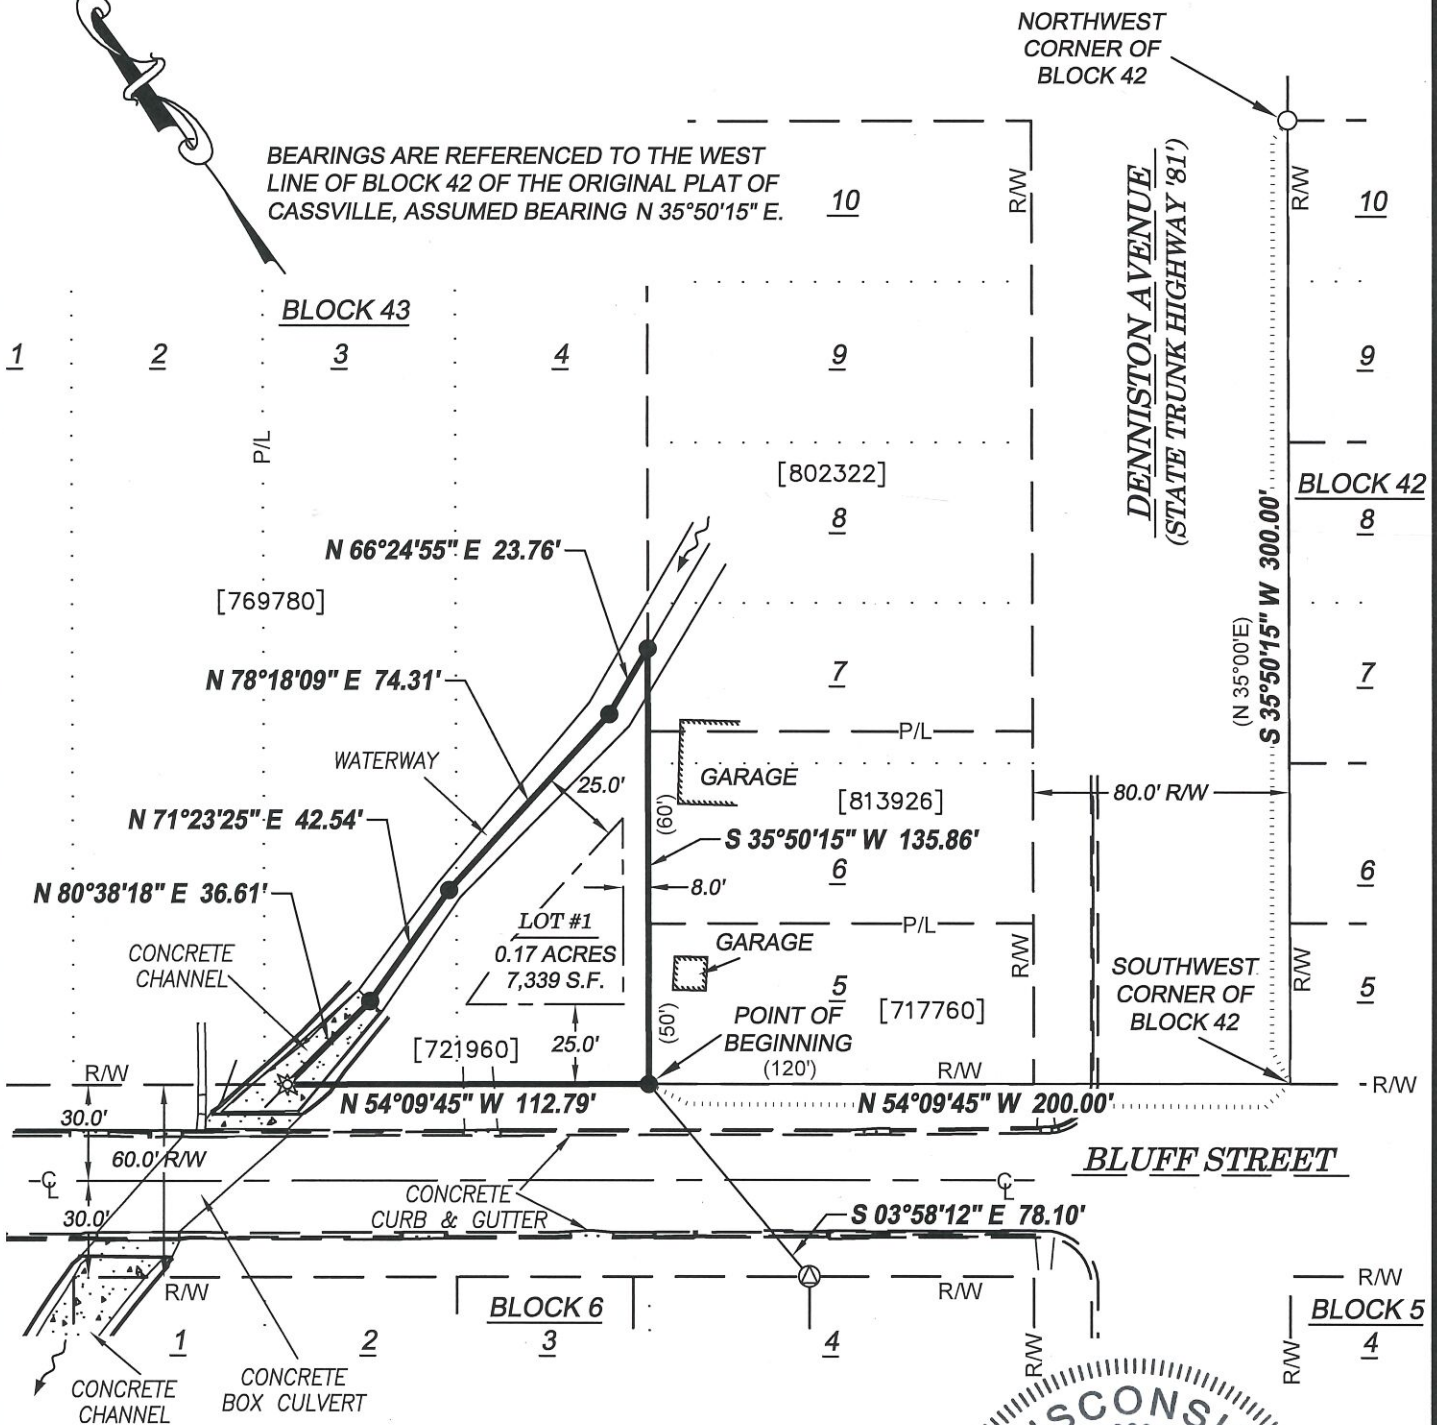 NORTHWEST
CORNER OF
BLOCK 42
BEARINGS ARE REFERENCED TO THE WEST
LINE OF BLOCK 42 OF THE ORIGINAL PLAT OF
CASSVILLE, ASSUMED BEARING N 35°50'15" E.
10
R/W
DENNISTON AVENUE
(STATE TRUNK HIGHWAY '81')
R/W
10
BLOCK 43
1
2
3
4
9
9
P/L
[802322]
BLOCK 42
8
8
N 66°24'55" E 23.76'
[769780]
S 35°50'15" W 300.00'
(N 35°00'E)
N 78°18'09" E 74.31'
7
7
P/L
WATERWAY
25.0'
GARAGE
80.0' R/W
[813926]
N 71°23'25" E 42.54'
(60')
S 35°50'15" W 135.86'
6
6
N 80°38'18" E 36.61'
8.0'
LOT #1
0.17 ACRES
7,339 S.F.
P/L
GARAGE
R/W
R/W
CONCRETE
CHANNEL
5
5
SOUTHWEST
CORNER OF
BLOCK 42
[717760]
POINT OF
BEGINNING
(50')
(120')
[721960]
25.0'
R/W
R/W
R/W
N 54°09'45" W 112.79'
N 54°09'45" W 200.00'
30.0'
60.0' R/W
BLUFF STREET
CL
CL
30.0'
CONCRETE
CURB & GUTTER
S 03°58'12" E 78.10'
R/W
R/W
R/W
BLOCK 6
BLOCK 5
1
2
3
4
4
R/W
R/W
CONCRETE
CHANNEL
CONCRETE
BOX CULVERT